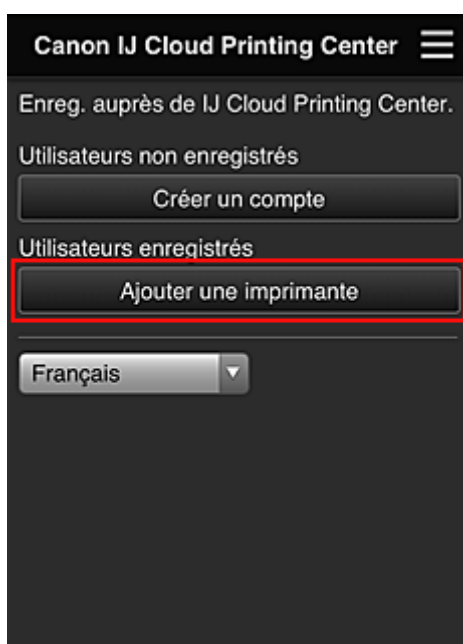 Canon IJ Cloud Printing Center
Enreg. auprès de IJ Cloud Printing Center.
Utilisateurs non enregistrés
Créer un compte
Utilisateurs enregistrés
Ajouter une imprimante
Français